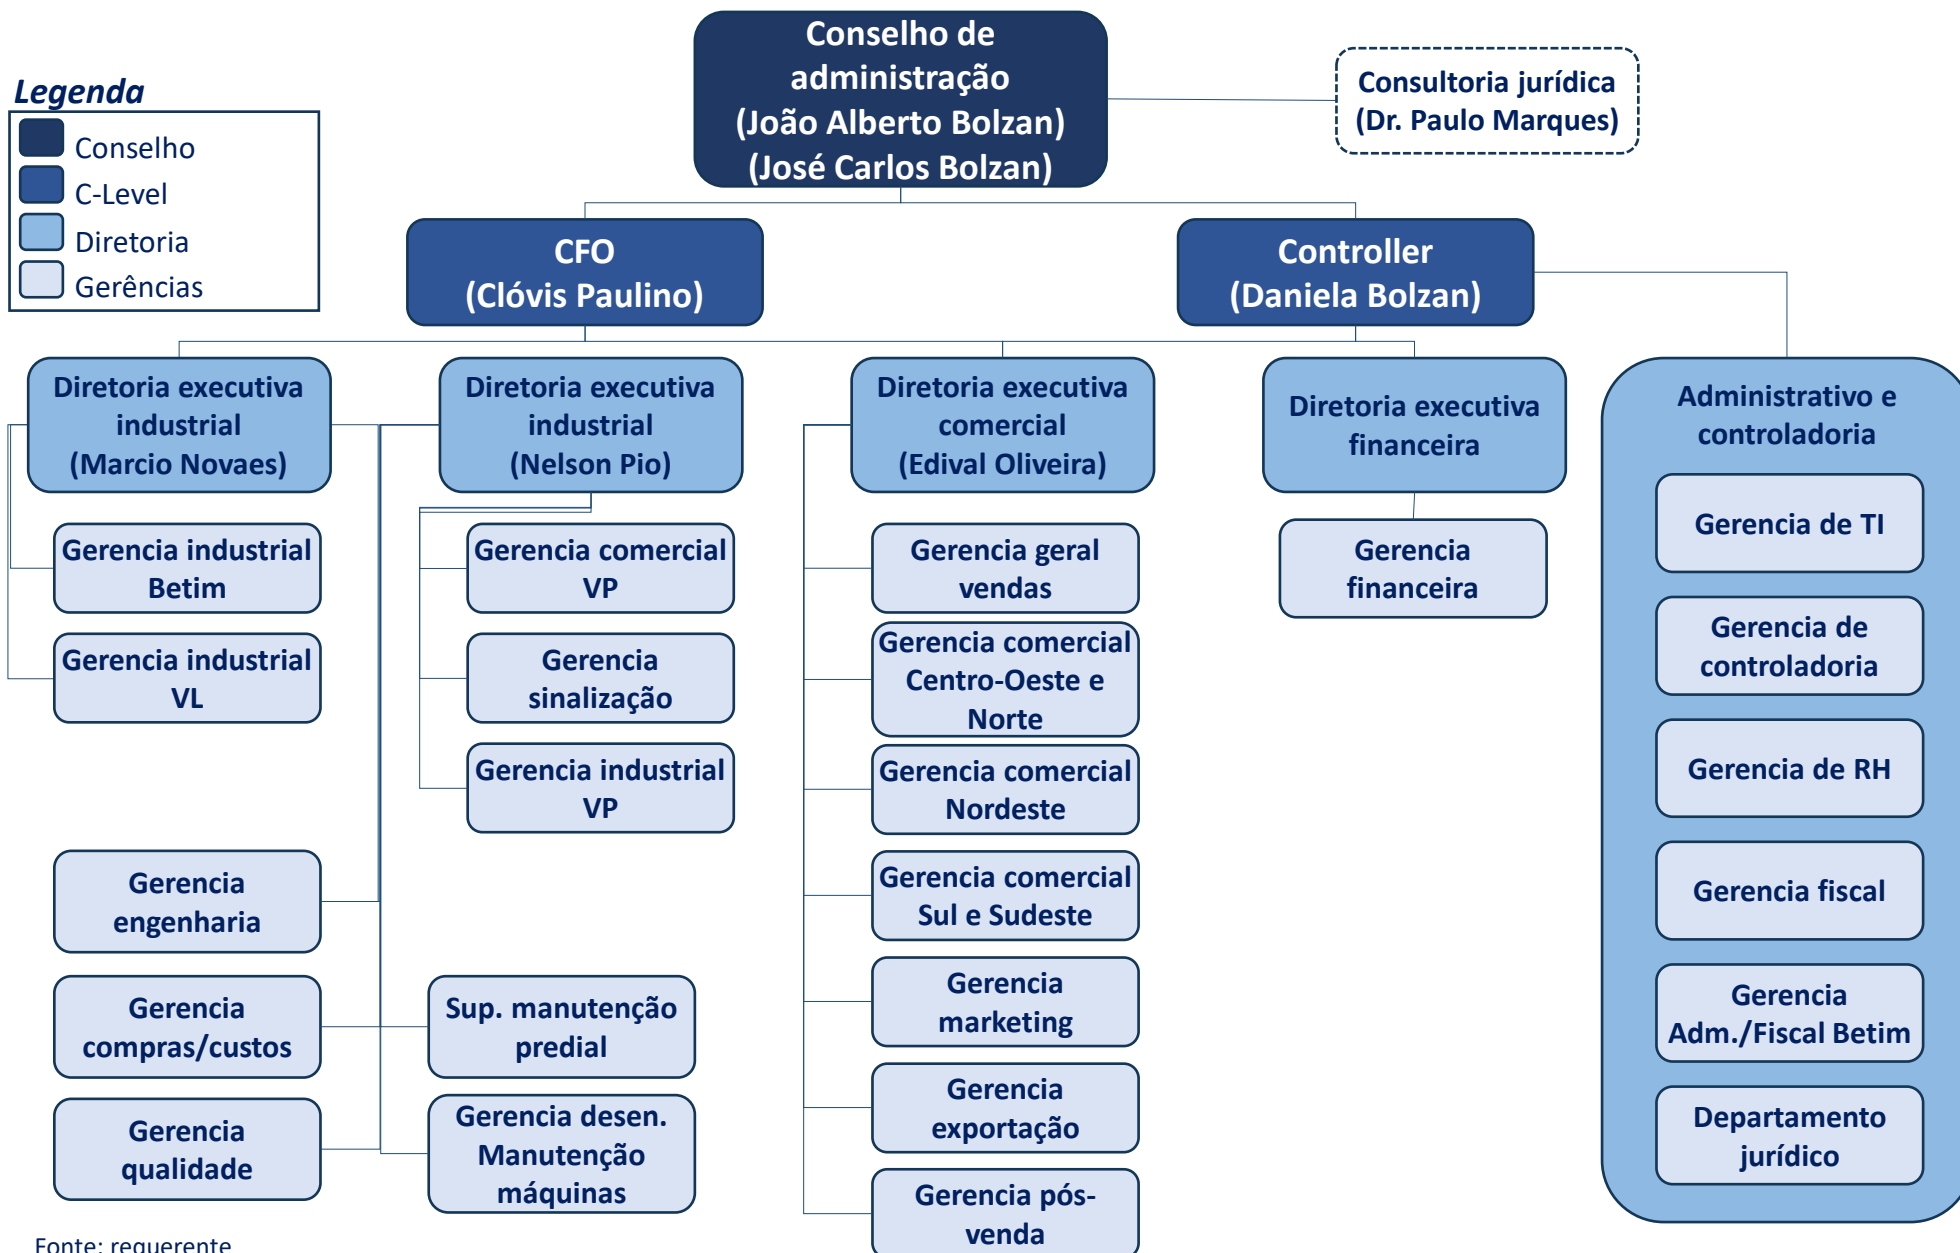 Conselho de
administração
(João Alberto Bolzan)
(José Carlos Bolzan)
Consultoria jurídica
(Dr. Paulo Marques)
Legenda
Conselho
C-Level
Diretoria
Gerências
CFO
(Clóvis Paulino)
Controller
(Daniela Bolzan)
Diretoria executiva
industrial
(Marcio Novaes)
Diretoria executiva
industrial
(Nelson Pio)
Diretoria executiva
comercial
(Edival Oliveira)
Diretoria executiva
financeira
Administrativo e
controladoria
Gerencia industrial
Betim
Gerencia industrial
VL
Gerencia
engenharia
Gerencia
compras/custos
Gerencia
qualidade
Gerencia comercial
VP
Gerencia
sinalização
Gerencia industrial
VP
Sup. manutenção
predial
Gerencia desen.
Manutenção
máquinas
Gerencia geral
vendas
Gerencia comercial
Centro-Oeste e
Norte
Gerencia comercial
Nordeste
Gerencia comercial
Sul e Sudeste
Gerencia
marketing
Gerencia
exportação
Gerencia pós-
venda
Gerencia
financeira
Gerencia de TI
Gerencia de
controladoria
Gerencia de RH
Gerencia fiscal
Gerencia
Adm./Fiscal Betim
Departamento
jurídico
Fonte: requerente